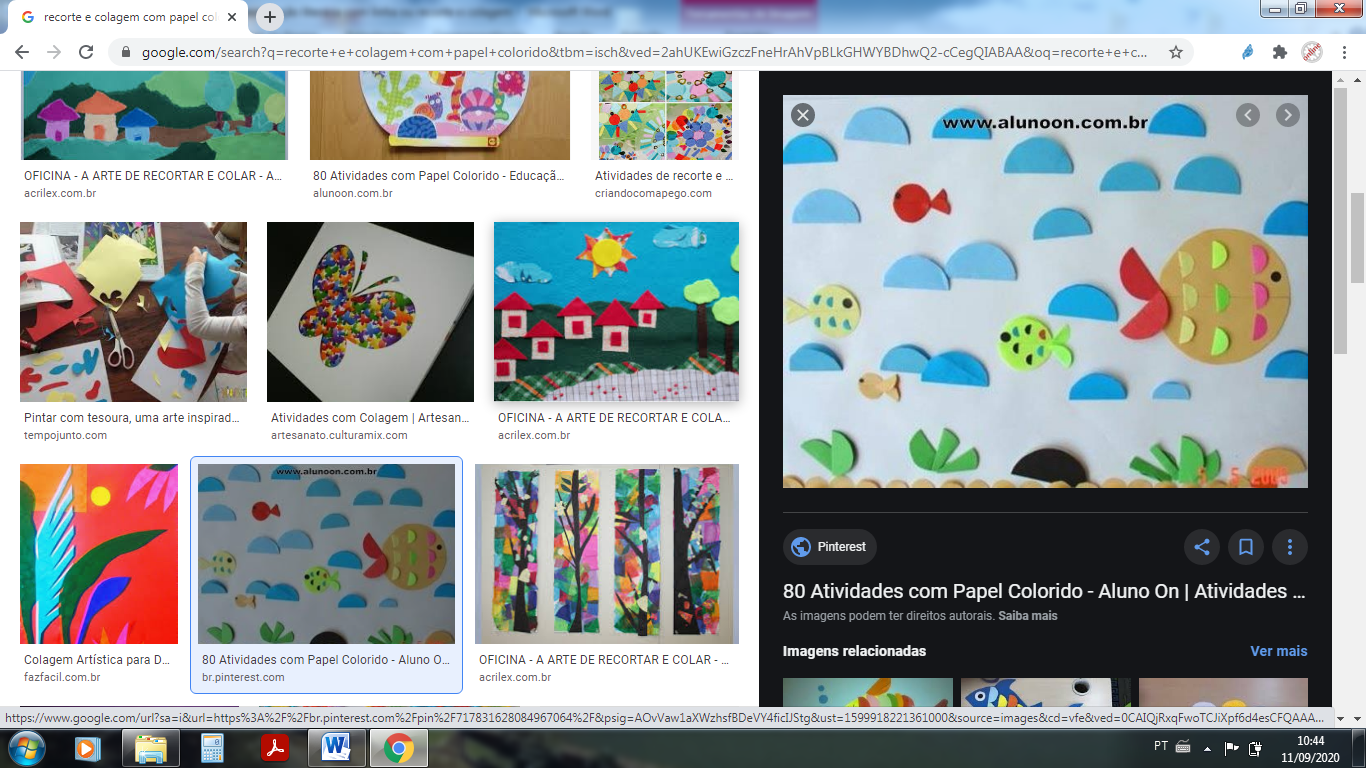 recorte e colagem com papel col
google.com/search?q=recorte+e+colagem+com+papel+colorido&tbm=isch&ved=2ahUKEwiGzczFneHrAhVpBLkGHWYBDhwQ2-cCegQIABAA&oq=recorte+e+c...
OFICINA - A ARTE DE RECORTAR E COLAR - A...
acrilex.com.br
80 Atividades com Papel Colorido - Educaçã...
alunoon.com.br
Atividades de recorte e ...
criandocomapego.com
Pintar com tesoura, uma arte inspirad...
tempojunto.com
Atividades com Colagem | Artesan...
artesanato.culturamix.com
OFICINA - A ARTE DE RECORTAR E COLA...
acrilex.com.br
www.alunoon.com.br
Colagem Artística para D...
fazfacil.com.br
80 Atividades com Papel Colorido - Aluno O...
br.pinterest.com
OFICINA - A ARTE DE RECORTAR E COLAR - ...
acrilex.com.br
www.alunoon.com.br
Pinterest
80 Atividades com Papel Colorido - Aluno On | Atividades ...
As imagens podem ter direitos autorais. Saiba mais
Imagens relacionadas
Ver mais
https://www.google.com/url?sa=i&url=https%3A%2F%2Fbr.pinterest.com%2Fpin%2F717831628084967064%2F&psig=AOvVaw1aXWzhsfBDeVY4ficIJStg&ust=1599918221361000&source=images&cd=vfe&ved=0CAIQjRxqFwoTCJiXpf6d4esCFQAAA...
PT
10:44
11/09/2020